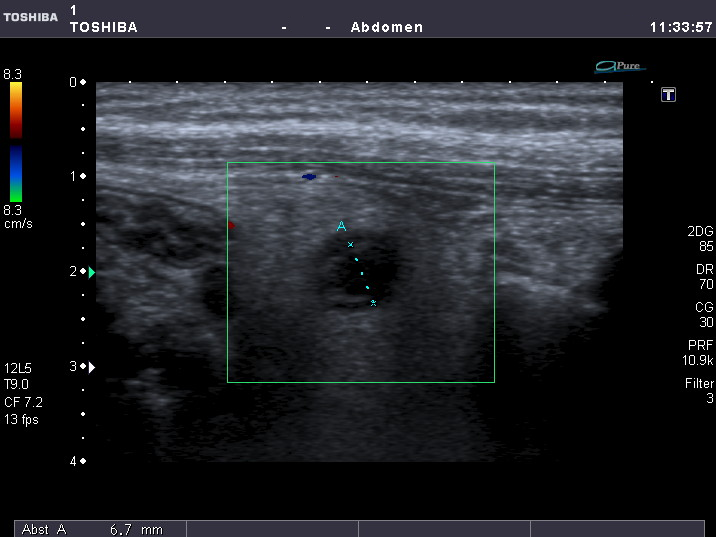 TOSHIBA
1
TOSHIBA - - Abdomen 11:33:57
Pure
T
8.3
8.3
cm/s
0
1
2
3
4
A
2DG
85
DR
70
CG
30
PRF
10.9k
Filter
3
12L5
T9.0
CF 7.2
13 fps
Abst A 6.7 mm